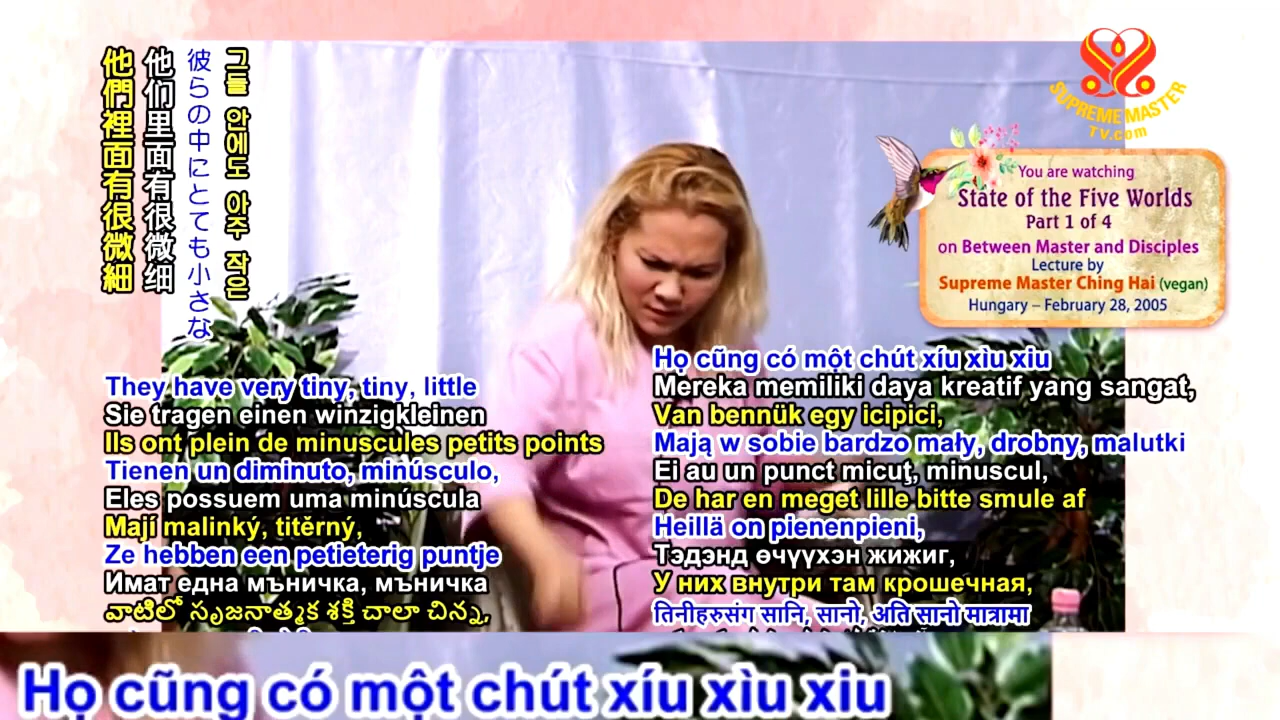 他們裡面有很微細
他们里面有很微细
彼らの中にとても小さな
그들 안에도 아주 작은
SUPREME MASTER
TV.com
You are watching
State of the Five Worlds
Part 1 of 4
on Between Master and Disciples
Lecture by
Supreme Master Ching Hai (vegan)
Hungary – February 28, 2005
They have very tiny, tiny, little
Sie tragen einen winzigkleinen
Ils ont plein de minuscules petits points
Tienen un diminuto, minúsculo,
Eles possuem uma minúscula
Mají malinký, titěrný,
Ze hebben een petieterig puntje
Имат една мъничка, мъничка
వాటిలో సృజనాత్మక శక్తి చాలా చిన్న,
Họ cũng có một chút xíu xìu xiu
Mereka memiliki daya kreatif yang sangat,
Van bennük egy icipici,
Mają w sobie bardzo mały, drobny, malutki
Ei au un punct micuţ, minuscul,
De har en meget lille bitte smule af
Heillä on pienenpieni,
Тэдэнд өчүүхэн жижиг,
У них внутри там крошечная,
तिनीहरुसंग सानि, सानो, अति सानो मात्रामा
Họ cũng có một chút xíu xìu xiu